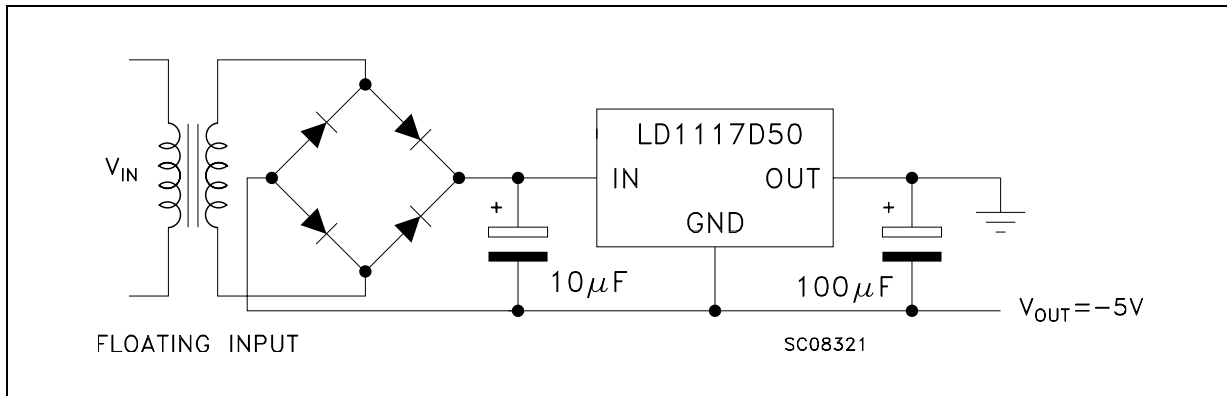 LD1117D50
V_IN
IN
OUT
+
+
GND
10μF
100μF
V_OUT=-5V
FLOATING INPUT
SC08321